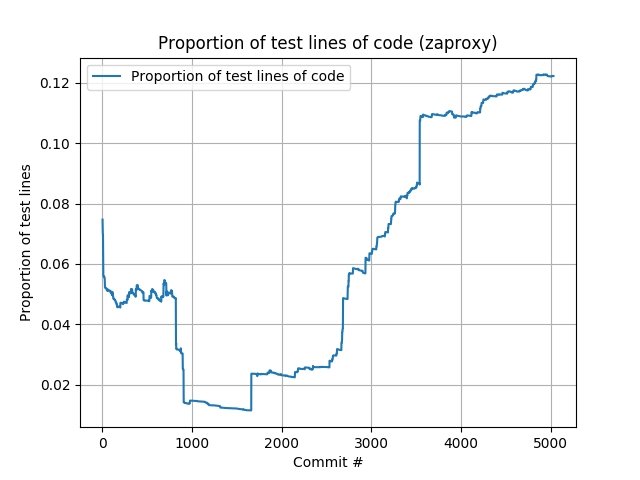 Proportion of test lines of code (zaproxy)
Proportion of test lines of code
Proportion of test lines
0.12
0.10
0.08
0.06
0.04
0.02
0 1000 2000 3000 4000 5000
Commit #